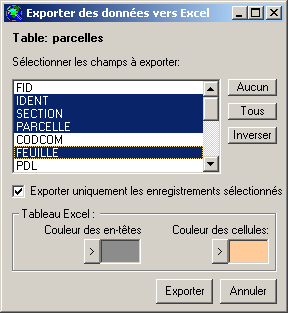 Exporter des données vers Excel
Table: parcelles
Sélectionner les champs à exporter:
FID
IDENT
SECTION
PARCELLE
CODCOM
FEUILLE
PDL
Aucun
Tous
Inverser
Exporter uniquement les enregistrements sélectionnés
Tableau Excel :
Couleur des en-têtes
Couleur des cellules:
>
>
Exporter
Annuler